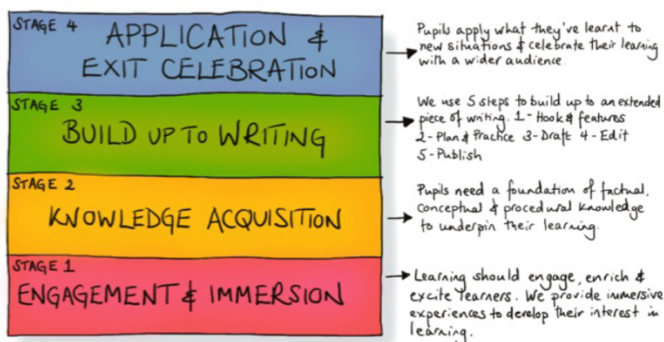 STAGE 4
APPLICATION &
EXIT CELEBRATION
Pupils apply what they've learnt to
new situations & celebrate their learning
with a wider audience.
STAGE 3
BUILD UP TO WRITING
We use 5 steps to build up to an extended
piece of writing. 1 - Hook & features
2 - Plan & Practice 3 - Draft 4 - Edit
5 - Publish
STAGE 2
KNOWLEDGE ACQUISITION
Pupils need a foundation of factual,
conceptual & procedural knowledge
to underpin their learning.
STAGE 1
ENGAGEMENT & IMMERSION
Learning should engage, enrich &
excite learners. We provide immersive
experiences to develop their interest in
learning.